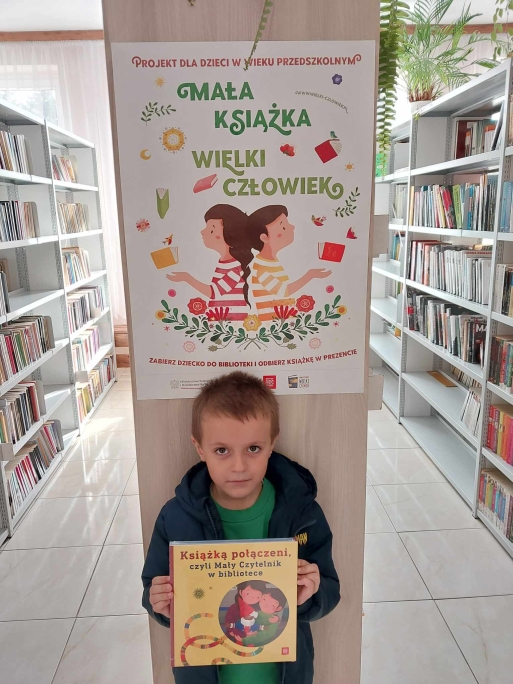 PROJEKT DLA DZIECI W WIEKU PRZEDSZKOLNYM
MAŁA
KSIĄŻKA
WIELKI
CZŁOWIEK
ZABIERZ DZIECKO DO BIBLIOTEKI I ODBIERZ KSIĄŻKĘ W PREZENCIE
Książką połączeni,
czyli Mały Czytelnik
w bibliotece